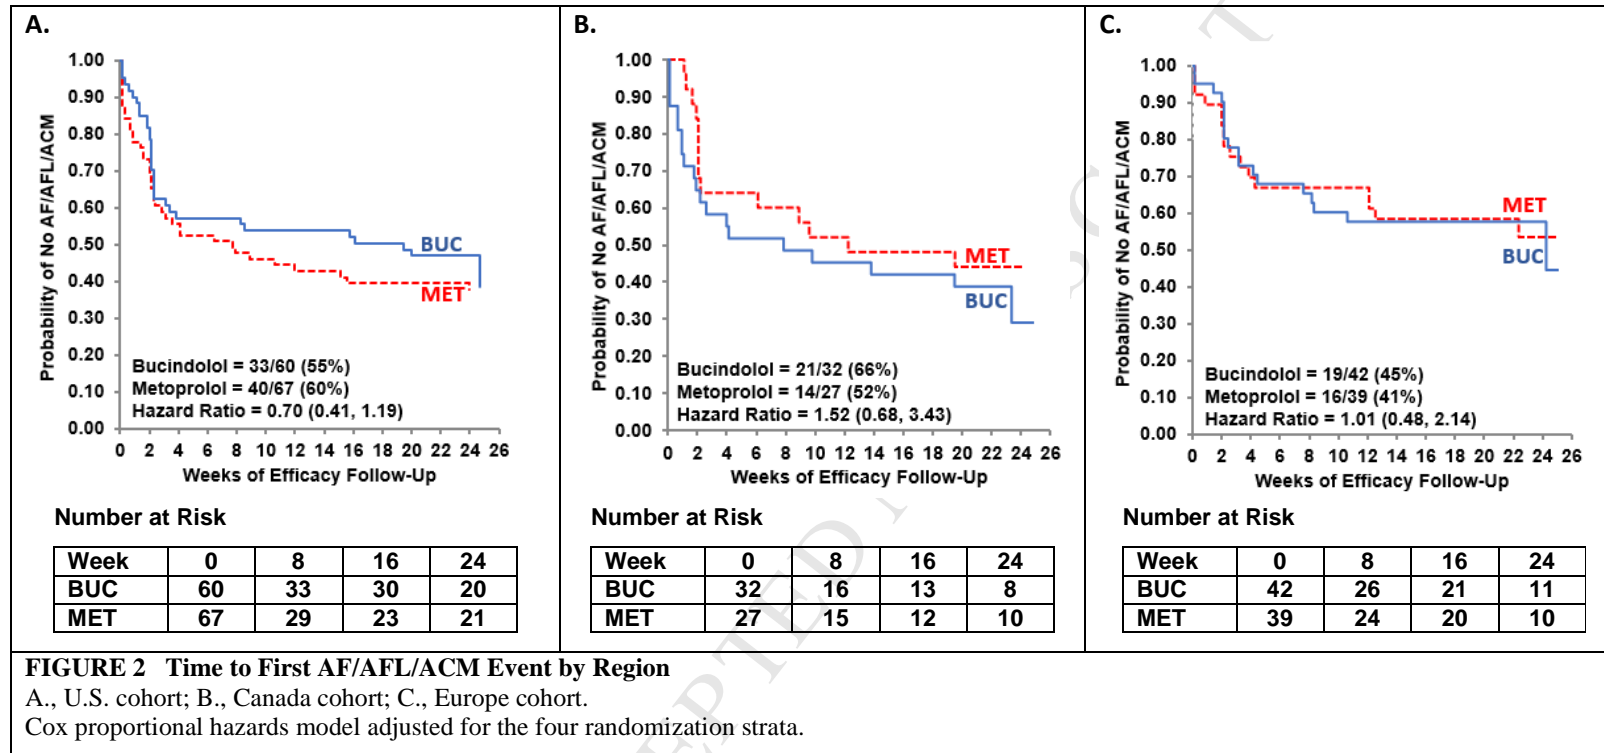 A.
1.00
0.90
0.80
0.70
0.60
0.50
0.40
0.30
0.20
0.10
0.00
Probability of No AF/AFL/ACM
BUC
MET
Bucindolol = 33/60 (55%)
Metoprolol = 40/67 (60%)
Hazard Ratio = 0.70 (0.41, 1.19)
0 2 4 6 8 10 12 14 16 18 20 22 24 26
Weeks of Efficacy Follow-Up
Number at Risk
Week 0 8 16 24
BUC 60 33 30 20
MET 67 29 23 21
B.
1.00
0.90
0.80
0.70
0.60
0.50
0.40
0.30
0.20
0.10
0.00
Probability of No AF/AFL/ACM
MET
BUC
Bucindolol = 21/32 (66%)
Metoprolol = 14/27 (52%)
Hazard Ratio = 1.52 (0.68, 3.43)
0 2 4 6 8 10 12 14 16 18 20 22 24 26
Weeks of Efficacy Follow-Up
Number at Risk
Week 0 8 16 24
BUC 32 16 13 8
MET 27 15 12 10
C.
1.00
0.90
0.80
0.70
0.60
0.50
0.40
0.30
0.20
0.10
0.00
Probability of No AF/AFL/ACM
MET
BUC
Bucindolol = 19/42 (45%)
Metoprolol = 16/39 (41%)
Hazard Ratio = 1.01 (0.48, 2.14)
0 2 4 6 8 10 12 14 16 18 20 22 24 26
Weeks of Efficacy Follow-Up
Number at Risk
Week 0 8 16 24
BUC 42 26 21 11
MET 39 24 20 10
FIGURE 2 Time to First AF/AFL/ACM Event by Region
A., U.S. cohort; B., Canada cohort; C., Europe cohort.
Cox proportional hazards model adjusted for the four randomization strata.